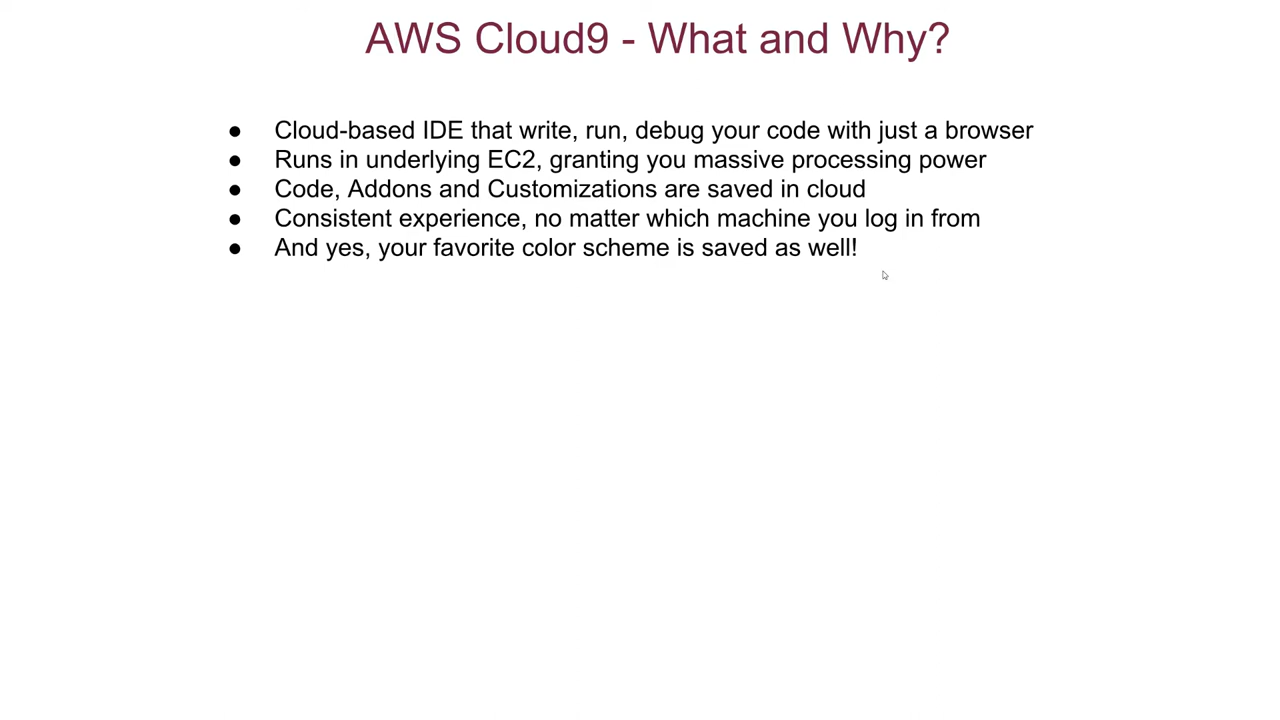 AWS Cloud9 - What and Why?
● Cloud-based IDE that write, run, debug your code with just a browser
● Runs in underlying EC2, granting you massive processing power
● Code, Addons and Customizations are saved in cloud
● Consistent experience, no matter which machine you log in from
● And yes, your favorite color scheme is saved as well!